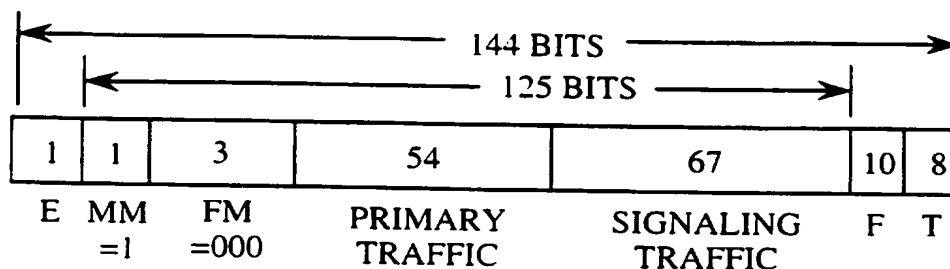 144 BITS
125 BITS
1 1 3 54 67 10 8
E MM FM PRIMARY SIGNALING F T
=1 =000 TRAFFIC TRAFFIC